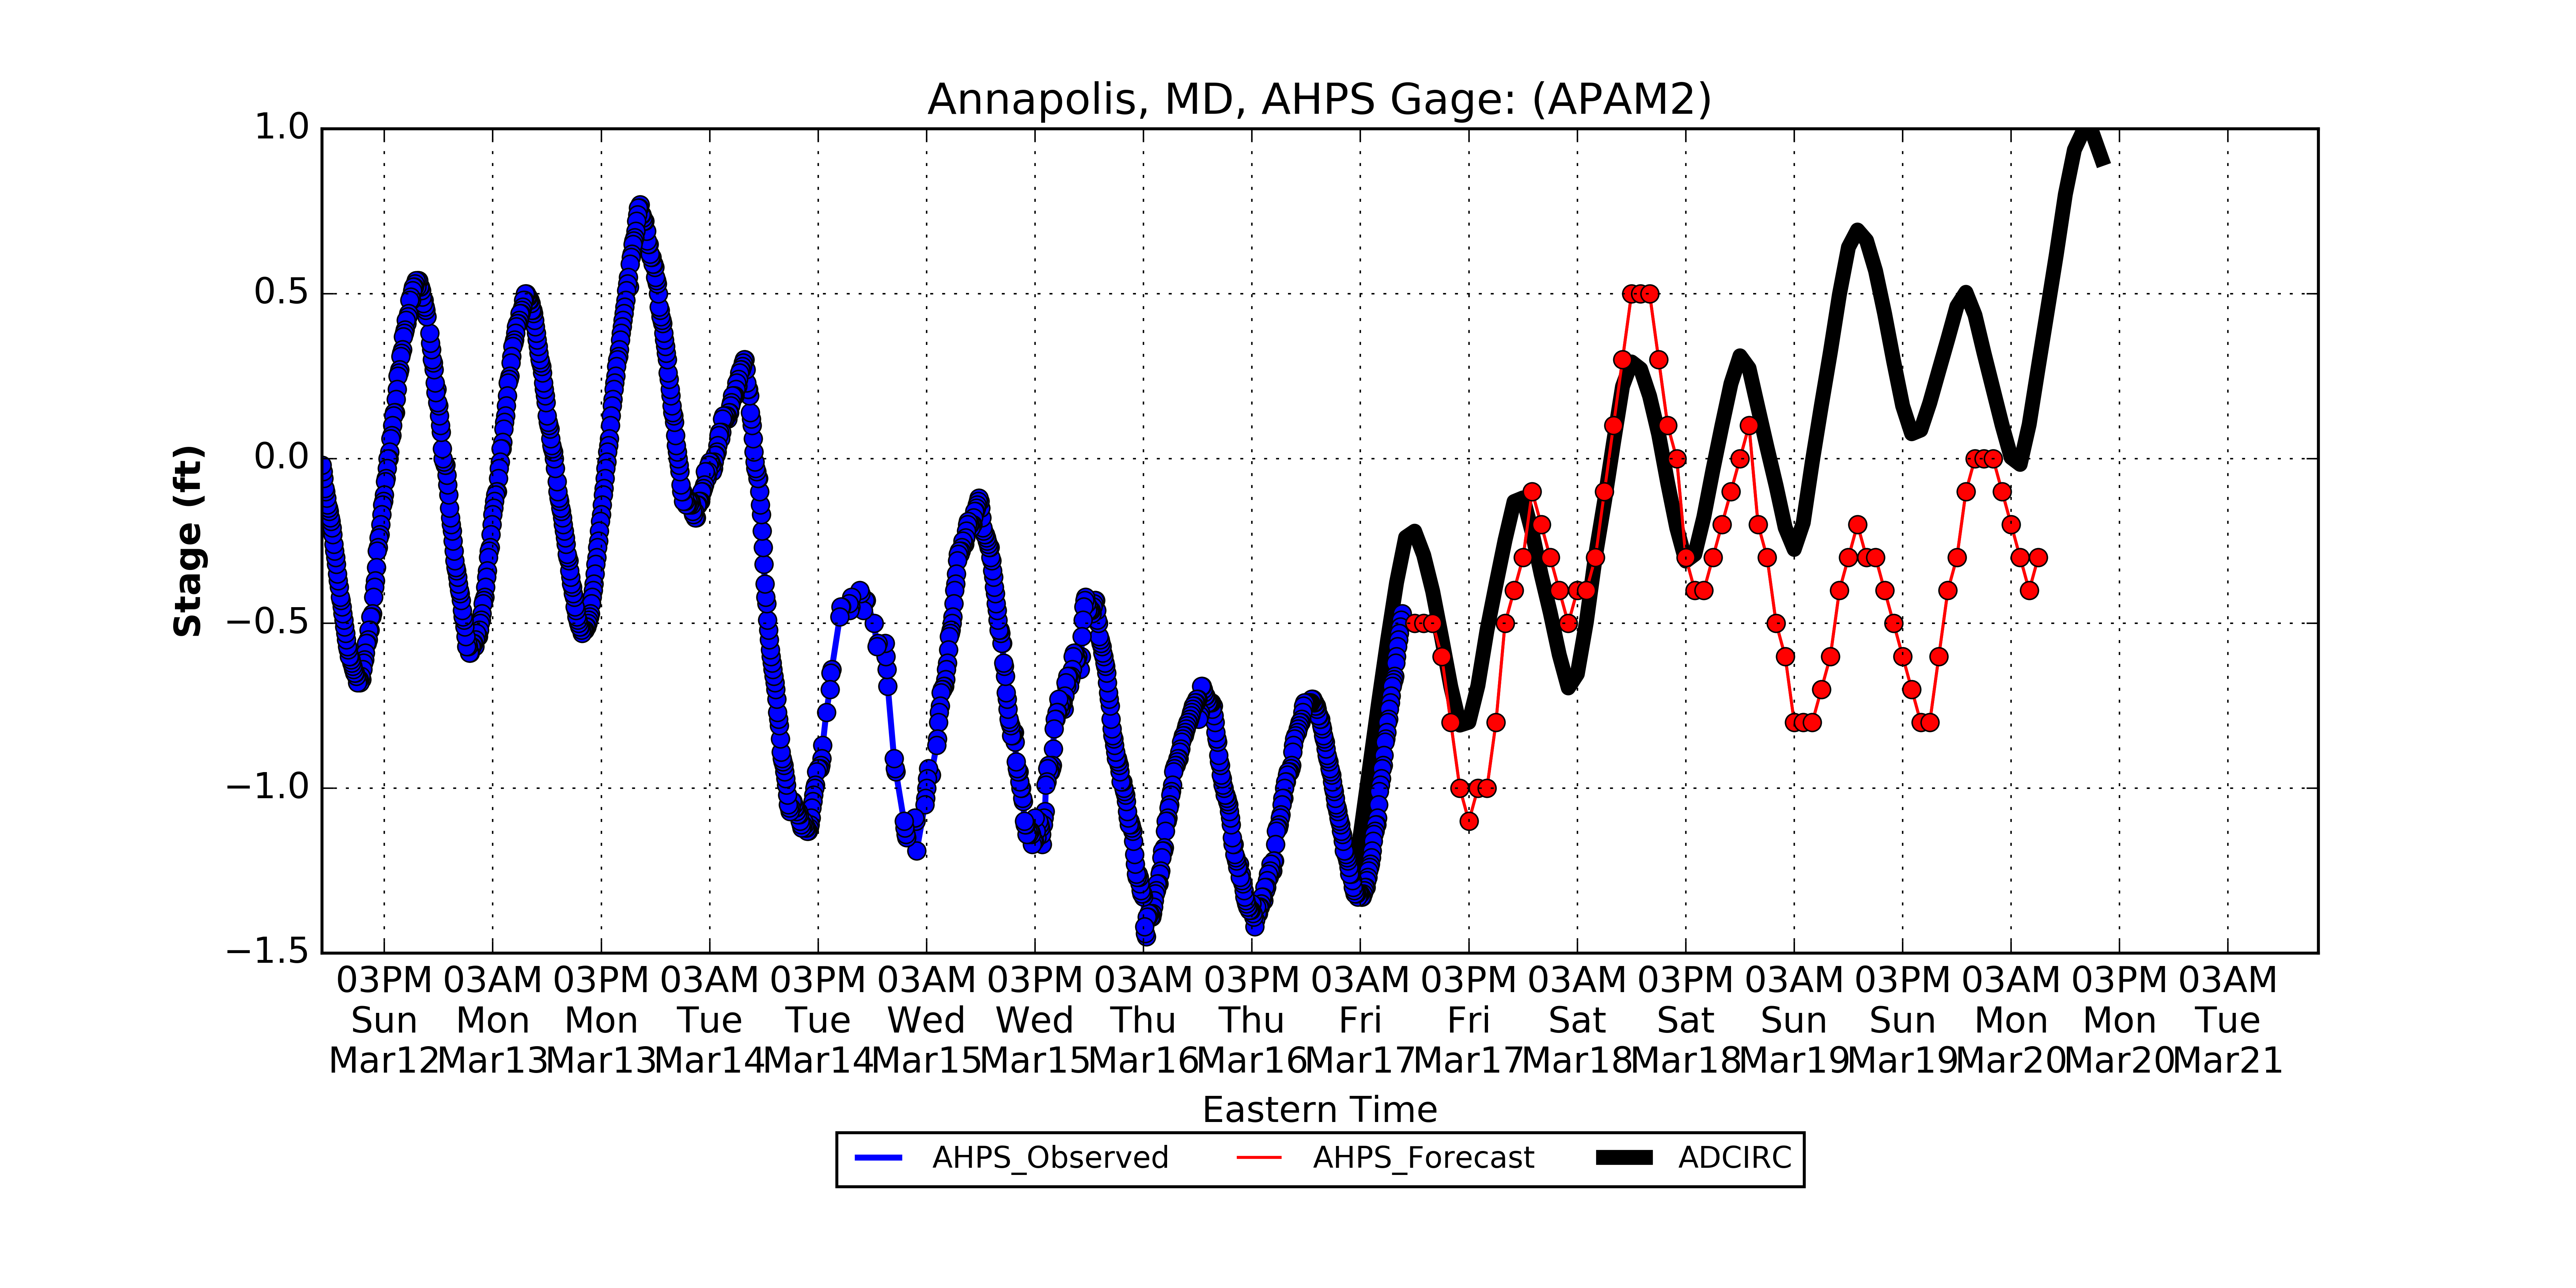 Annapolis, MD, AHPS Gage: (APAM2)
1.0
0.5
0.0
−0.5
−1.0
−1.5
Stage (ft)
03PM 03AM 03PM 03AM 03PM 03AM 03PM 03AM 03PM 03AM 03PM 03AM 03PM 03AM 03PM 03AM 03PM 03AM
Sun Mon Mon Tue Tue Wed Wed Thu Thu Fri Fri Sat Sat Sun Sun Mon Mon Tue
Mar12 Mar13 Mar13 Mar14 Mar14 Mar15 Mar15 Mar16 Mar16 Mar17 Mar17 Mar18 Mar18 Mar19 Mar19 Mar20 Mar20 Mar21
Eastern Time
AHPS_Observed AHPS_Forecast ADCIRC